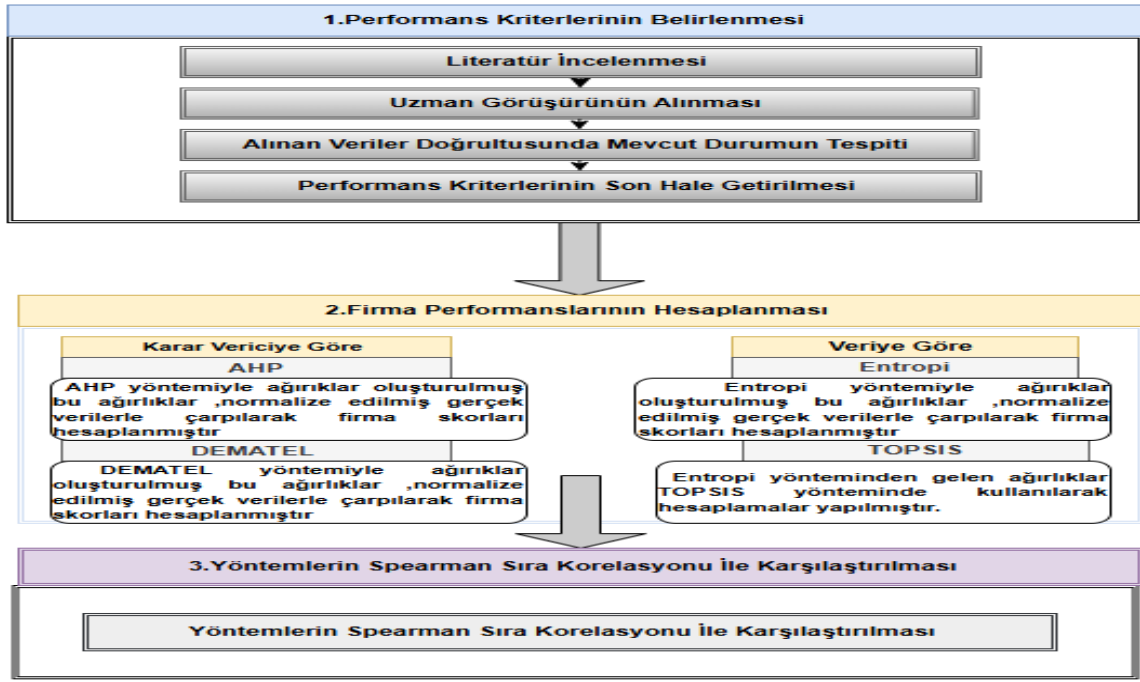 1.Performans Kriterlerinin Belirlenmesi
Literatür İncelenmesi
Uzman Görüşürünün Alınması
Alınan Veriler Doğrultusunda Mevcut Durumun Tespiti
Performans Kriterlerinin Son Hale Getirilmesi
2.Firma Performanslarının Hesaplanması
Karar Vericiye Göre
AHP
AHP yöntemiyle ağırıklar oluşturulmuş
bu ağırlıklar ,normalize edilmiş gerçek
verilerle çarpılarak firma skorları
hesaplanmıştır
DEMATEL
DEMATEL yöntemiyle ağırıklar
oluşturulmuş bu ağırlıklar ,normalize
edilmiş gerçek verilerle çarpılarak firma
skorları hesaplanmıştır
Veriye Göre
Entropi
Entropi yöntemiyle ağırıklar
oluşturulmuş bu ağırlıklar ,normalize
edilmiş gerçek verilerle çarpılarak firma
skorları hesaplanmıştır
TOPSIS
Entropi yönteminden gelen ağırlıklar
TOPSIS yönteminde kullanılarak
hesaplamalar yapılmıştır.
3.Yöntemlerin Spearman Sıra Korelasyonu İle Karşılaştırılması
Yöntemlerin Spearman Sıra Korelasyonu İle Karşılaştırılması